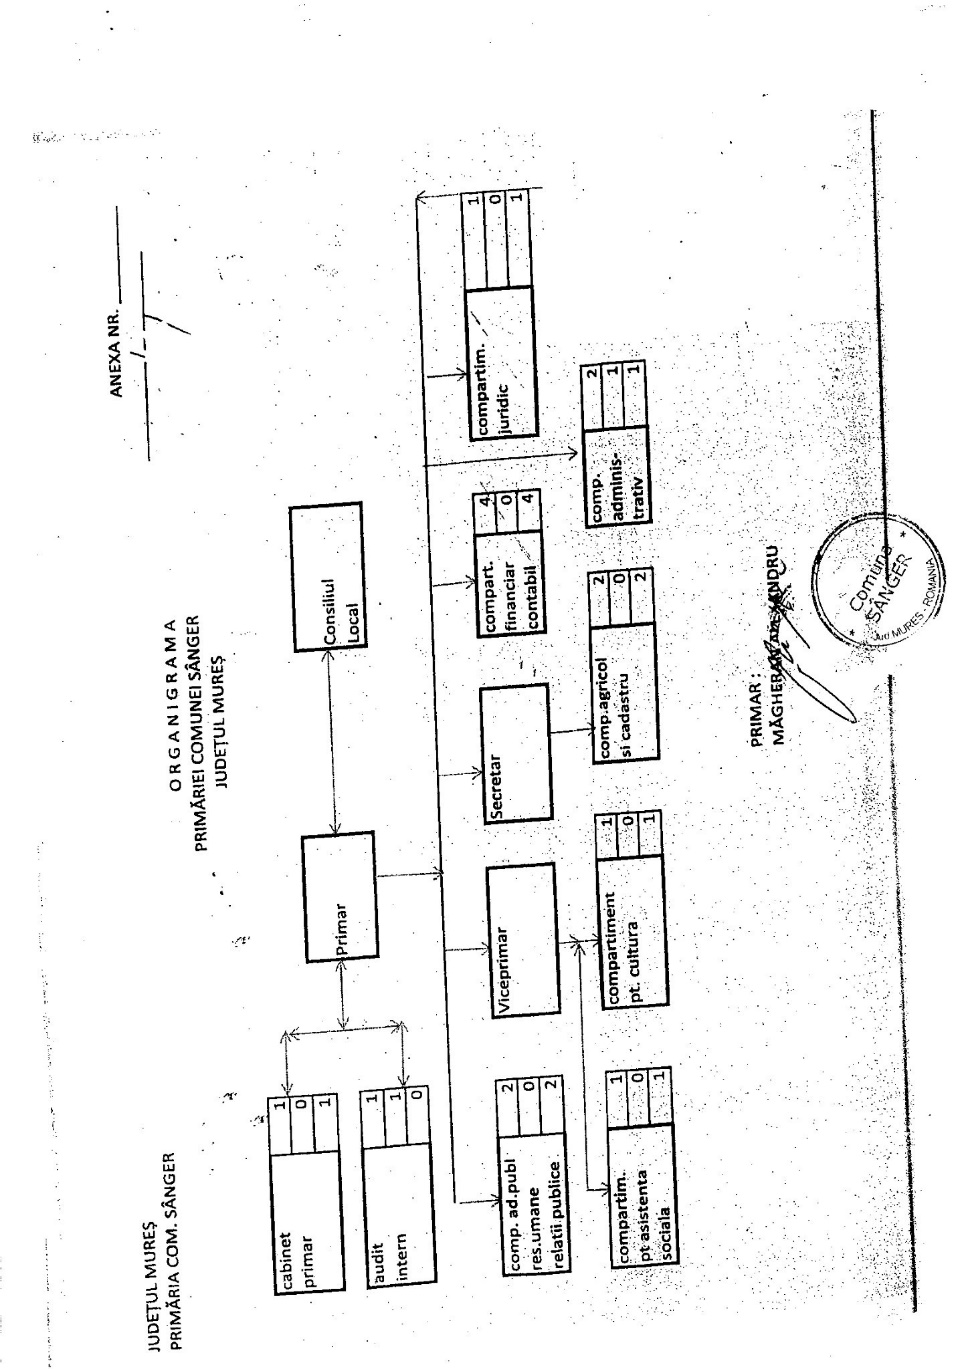 JUDEȚUL MUREȘ
PRIMĂRIA COM. SÂNGER
ANEXA NR.
O R G A N I G R A M A
PRIMĂRIEI COMUNEI SÂNGER
JUDEȚUL MUREȘ
cabinet
primar
1
0
1
audit
intern
1
1
0
Primar
Consiliul
Local
comp. ad.publ
res.umane
relatii publice
2
0
2
Viceprimar
Secretar
compart.
financiar
contabil
4
0
4
compartim.
juridic
1
0
1
compartim.
pt asistenta
sociala
1
0
1
compartiment
pt. cultura
1
0
1
comp.agricol
si cadastru
2
0
2
comp.
adminis-
trativ
2
1
1
PRIMAR :
MĂGHERAN ALEXANDRU
Comuna
SÂNGER
Jud MUREȘ - ROMANIA